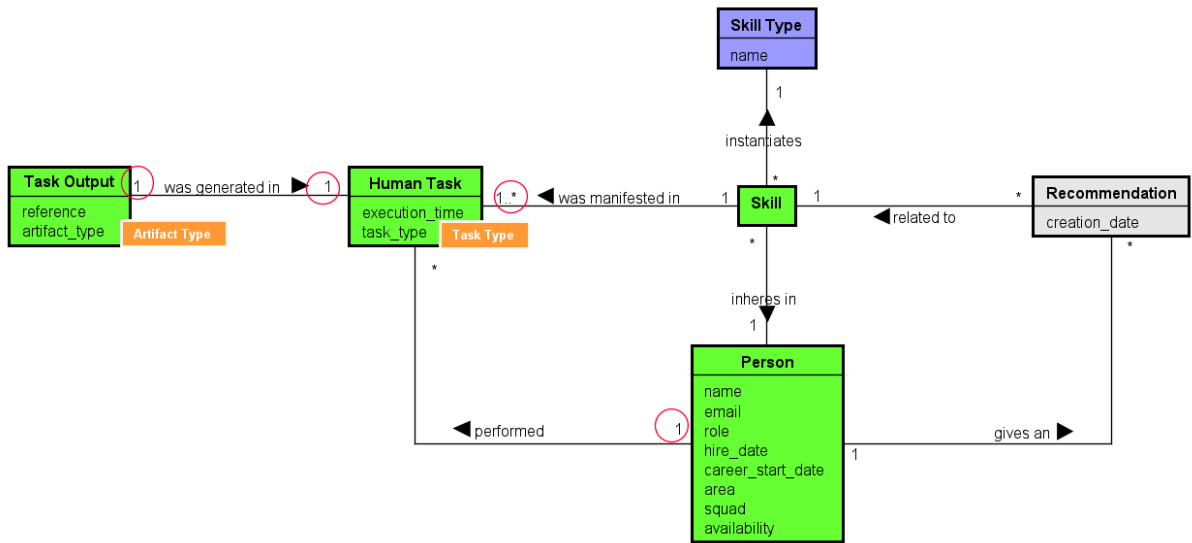 Skill Type
name
1
instantiates
*
Task Output
reference
artifact_type
Artifact Type
1
was generated in
1
Human Task
execution_time
task_type
Task Type
1..*
was manifested in
1
Skill
1
*
related to
Recommendation
creation_date
*
*
*
inheres in
1
Person
name
email
role
hire_date
career_start_date
area
squad
availability
performed
1
1
gives an